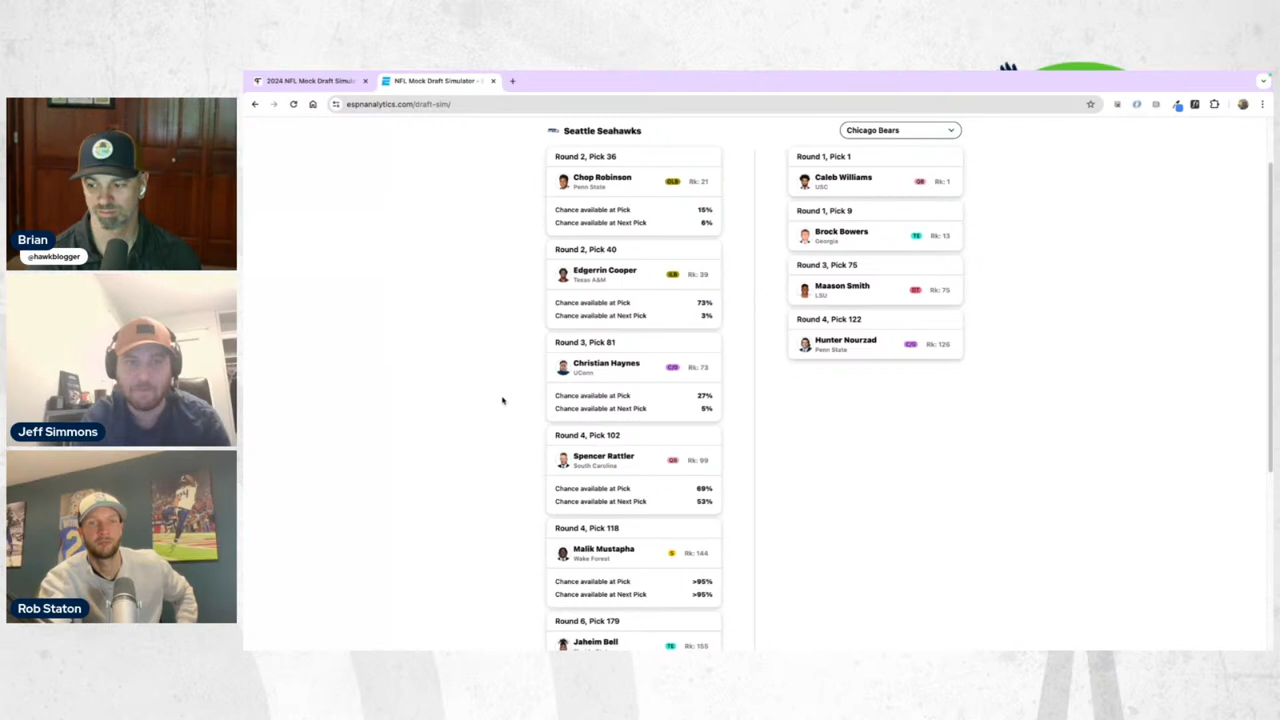 2024 NFL Mock Draft Simula
NFL Mock Draft Simulator -
espnanalytics.com/draft-sim/
Seattle Seahawks
Round 2, Pick 36
Chop Robinson
OLB
Rk: 21
Penn State
Chance available at Pick
15%
Chance available at Next Pick
6%
Round 2, Pick 40
Edgerrin Cooper
Rk: 39
Texas A&M
Chance available at Pick
73%
Chance available at Next Pick
3%
Round 3, Pick 81
Christian Haynes
C/G
Rk: 73
UConn
Chance available at Pick
27%
Chance available at Next Pick
5%
Round 4, Pick 102
Spencer Rattler
QB
Rk: 99
South Carolina
Chance available at Pick
69%
Chance available at Next Pick
53%
Round 4, Pick 118
Malik Mustapha
S
Rk: 144
Wake Forest
Chance available at Pick
>95%
Chance available at Next Pick
>95%
Round 6, Pick 179
Jaheim Bell
TE
Rk: 155
Chicago Bears
Round 1, Pick 1
Caleb Williams
QB
Rk: 1
USC
Round 1, Pick 9
Brock Bowers
TE
Rk: 13
Georgia
Round 3, Pick 75
Maason Smith
DT
Rk: 75
LSU
Round 4, Pick 122
Hunter Nourzad
C/G
Rk: 126
Penn State
Brian
@hawkblogger
Jeff Simmons
Rob Staton